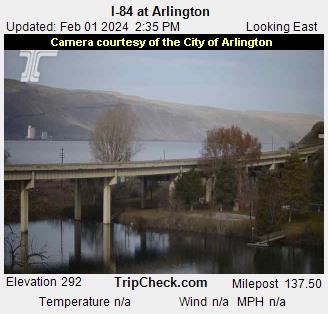 I-84 at Arlington
Updated: Feb 01 2024 2:35 PM Looking East
Camera courtesy of the City of Arlington
Elevation 292 TripCheck.com Milepost 137.50
Temperature n/a Wind n/a MPH n/a